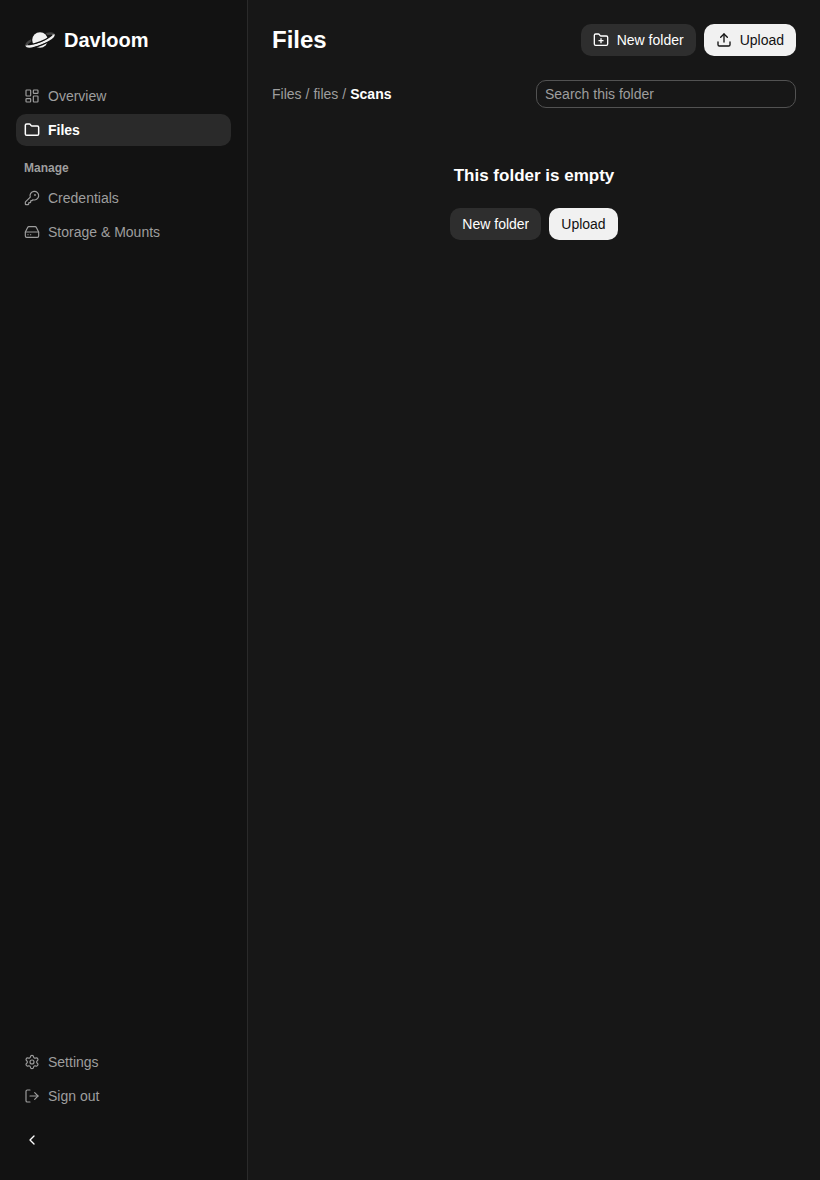 Davloom
Overview
Files
Manage
Credentials
Storage & Mounts
Settings
Sign out
Files
New folder
Upload
Files / files / Scans
Search this folder
This folder is empty
New folder
Upload